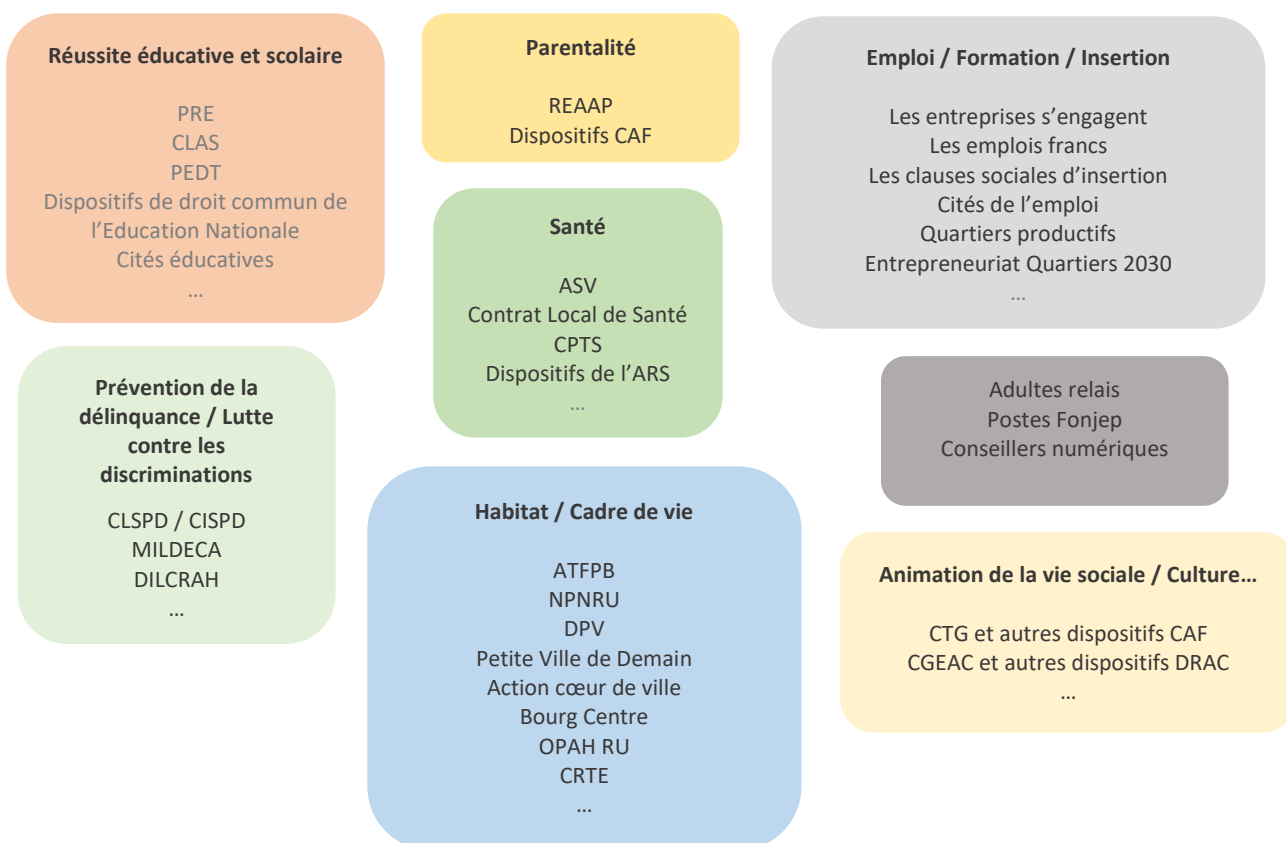 Réussite éducative et scolaire
PRE
CLAS
PEDT
Dispositifs de droit commun de
l’Education Nationale
Cités éducatives
…
Parentalité
REAAP
Dispositifs CAF
Emploi / Formation / Insertion
Les entreprises s’engagent
Les emplois francs
Les clauses sociales d’insertion
Cités de l’emploi
Quartiers productifs
Entrepreneuriat Quartiers 2030
…
Santé
ASV
Contrat Local de Santé
CPTS
Dispositifs de l’ARS
…
Prévention de la
délinquance / Lutte
contre les
discriminations
CLSPD / CISPD
MILDECA
DILCRAH
…
Adultes relais
Postes Fonjep
Conseillers numériques
Habitat / Cadre de vie
ATFPB
NPNRU
DPV
Petite Ville de Demain
Action cœur de ville
Bourg Centre
OPAH RU
CRTE
…
Animation de la vie sociale / Culture…
CTG et autres dispositifs CAF
CGEAC et autres dispositifs DRAC
…